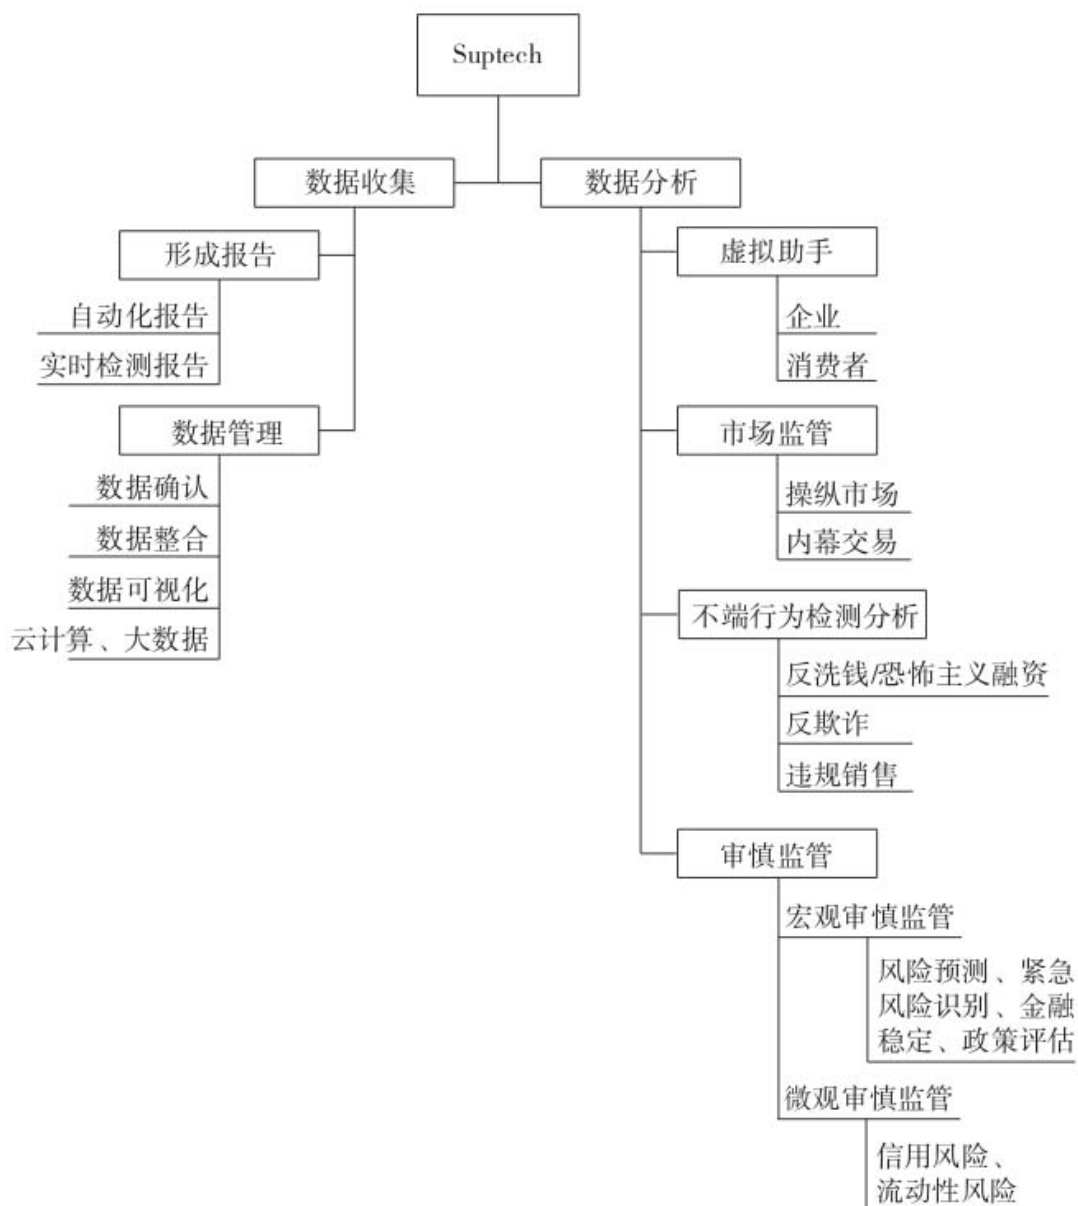 Suptech
数据收集
数据分析
形成报告
自动化报告
实时检测报告
数据管理
数据确认
数据整合
数据可视化
云计算、大数据
虚拟助手
企业
消费者
市场监管
操纵市场
内幕交易
不端行为检测分析
反洗钱/恐怖主义融资
反欺诈
违规销售
审慎监管
宏观审慎监管
风险预测、紧急
风险识别、金融
稳定、政策评估
微观审慎监管
信用风险、
流动性风险